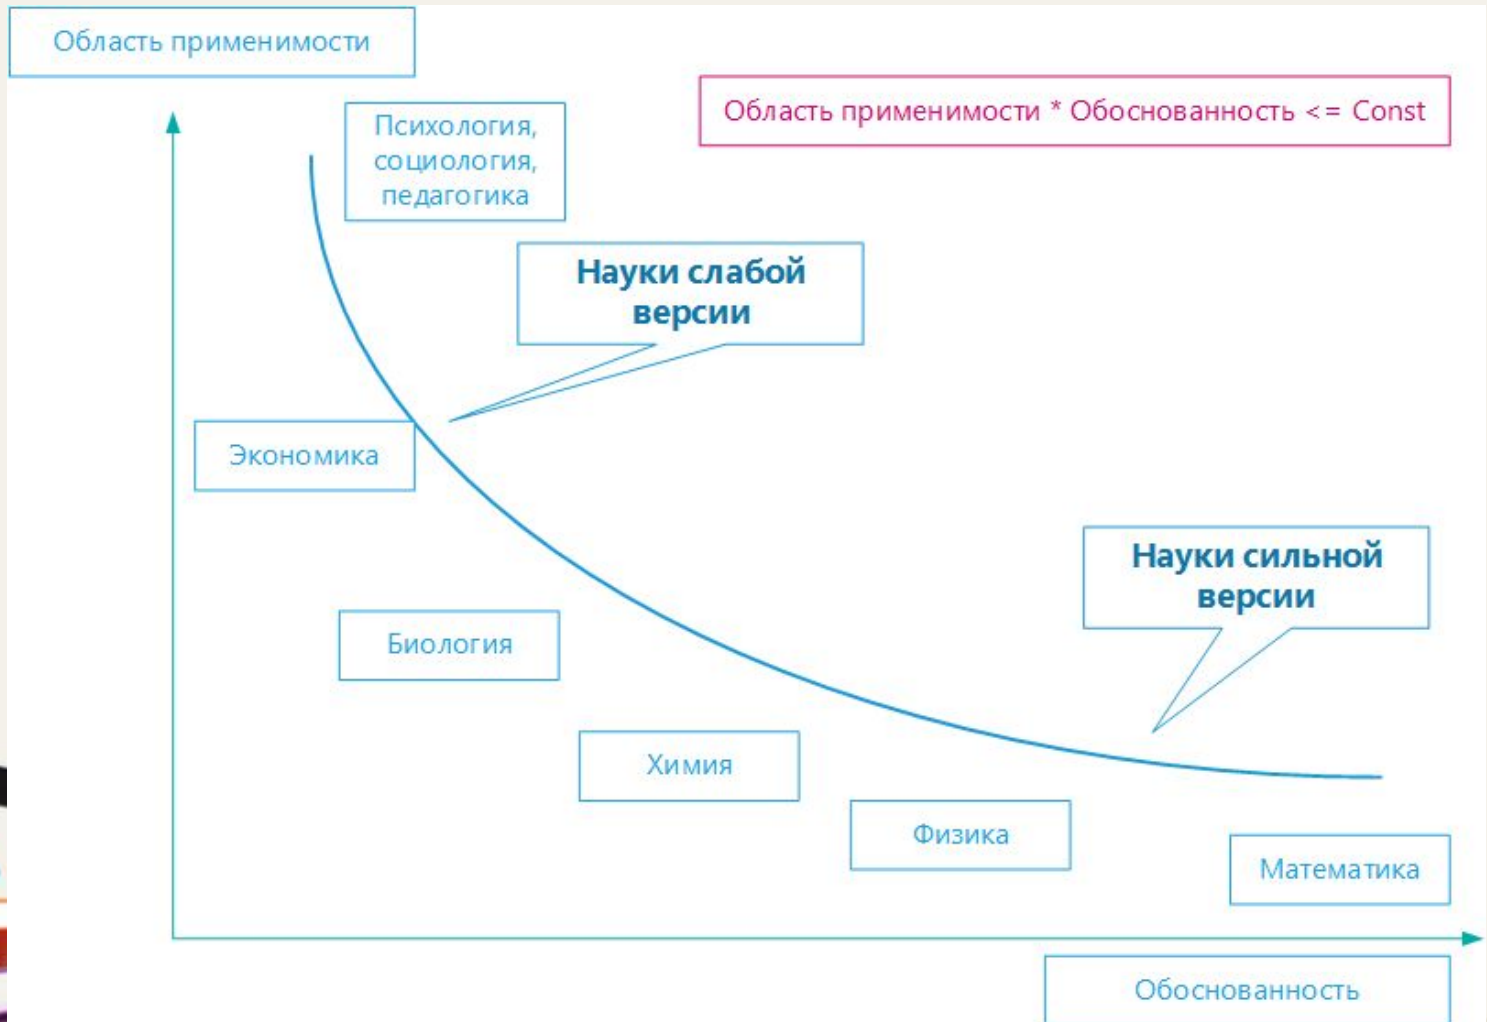 Область применимости
Область применимости * Обоснованность <= Const
Психология,
социология,
педагогика
Науки слабой
версии
Экономика
Науки сильной
версии
Биология
Химия
Физика
Математика
Обоснованность